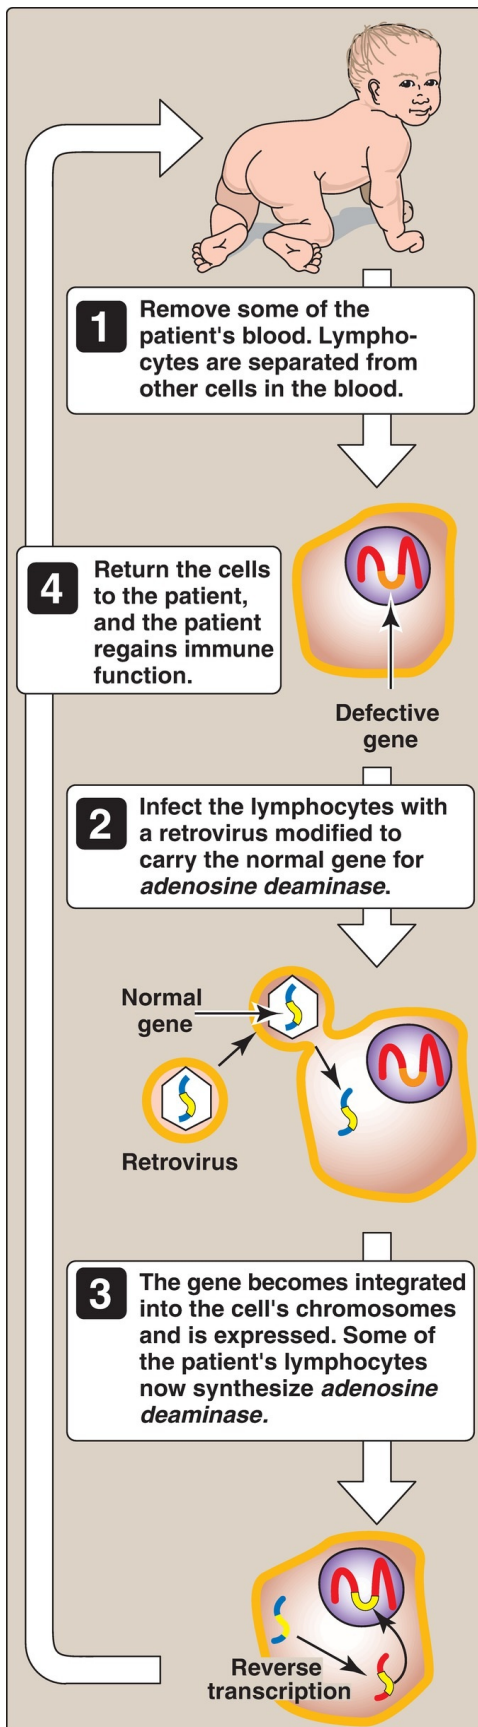 1
Remove some of the
patient's blood. Lympho-
cytes are separated from
other cells in the blood.
4
Return the cells
to the patient,
and the patient
regains immune
function.
Defective
gene
2
Infect the lymphocytes with
a retrovirus modified to
carry the normal gene for
adenosine deaminase.
Normal
gene
Retrovirus
3
The gene becomes integrated
into the cell's chromosomes
and is expressed. Some of
the patient's lymphocytes
now synthesize adenosine
deaminase.
Reverse
transcription